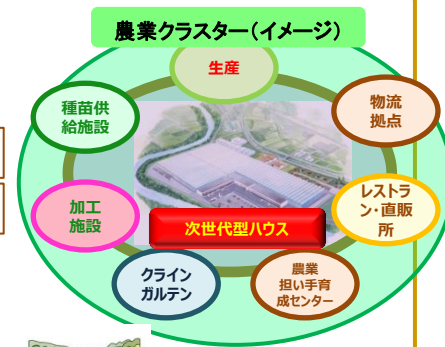 農業クラスター(イメージ)
生産
種苗供
給施設
物流
拠点
加工
施設
次世代型ハウス
レストラ
ン・直販
所
クライン
ガルテン
農業
担い手育
成センター